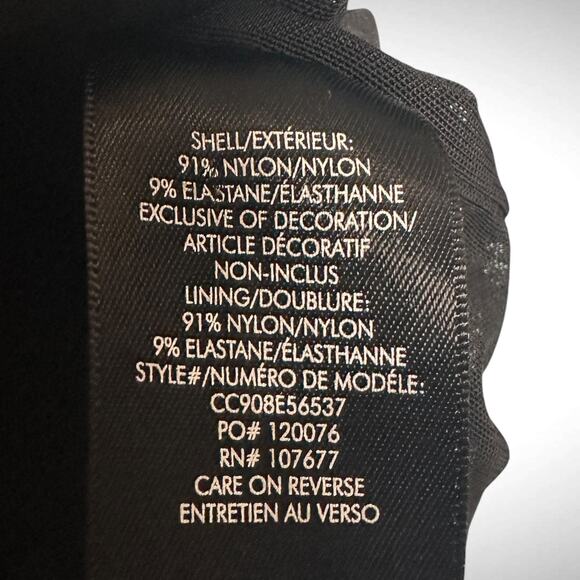 SHELL/EXTÉRIEUR:
91% NYLON/NYLON
9% ELASTANE/ÉLASTHANNE
EXCLUSIVE OF DECORATION/
ARTICLE DÉCORATIF
NON-INCLUS
LINING/DOUBLURE:
91% NYLON/NYLON
9% ELASTANE/ÉLASTHANNE
STYLE#/NUMÉRO DE MODÉLE:
CC908E56537
PO# 120076
RN# 107677
CARE ON REVERSE
ENTRETIEN AU VERSO